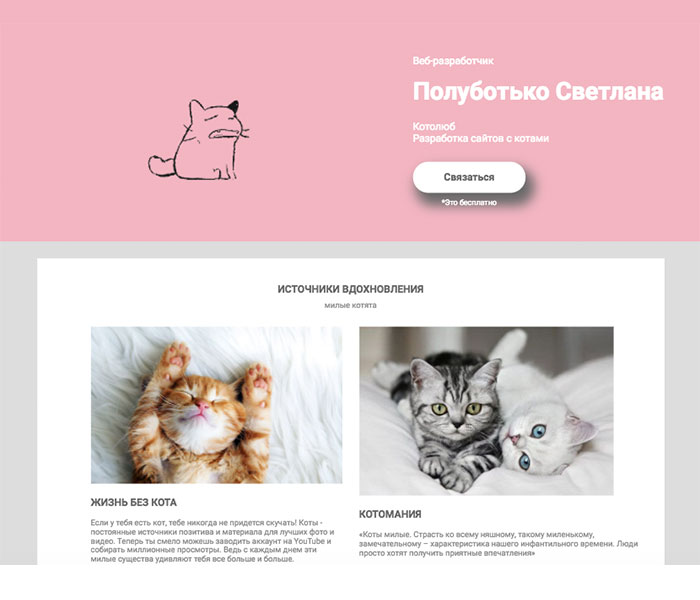 Веб-разработчик
Полуботько Светлана
Котолюб
Разработка сайтов с котами
Связаться
*Это бесплатно
ИСТОЧНИКИ ВДОХНОВЛЕНИЯ
милые котята
ЖИЗНЬ БЕЗ КОТА
Если у тебя есть кот, тебе никогда не придется скучать! Коты -
постоянные источники позитива и материала для лучших фото и
видео. Теперь ты смело можешь заводить аккаунт на YouTube и
собирать миллионные просмотры. Ведь с каждым днем эти
милые существа удивляют тебя все больше и больше.
КОТОМАНИЯ
«Коты милые. Страсть ко всему няшному, такому миленькому,
замечательному – характеристика нашего инфантильного времени. Люди
просто хотят получить приятные впечатления»